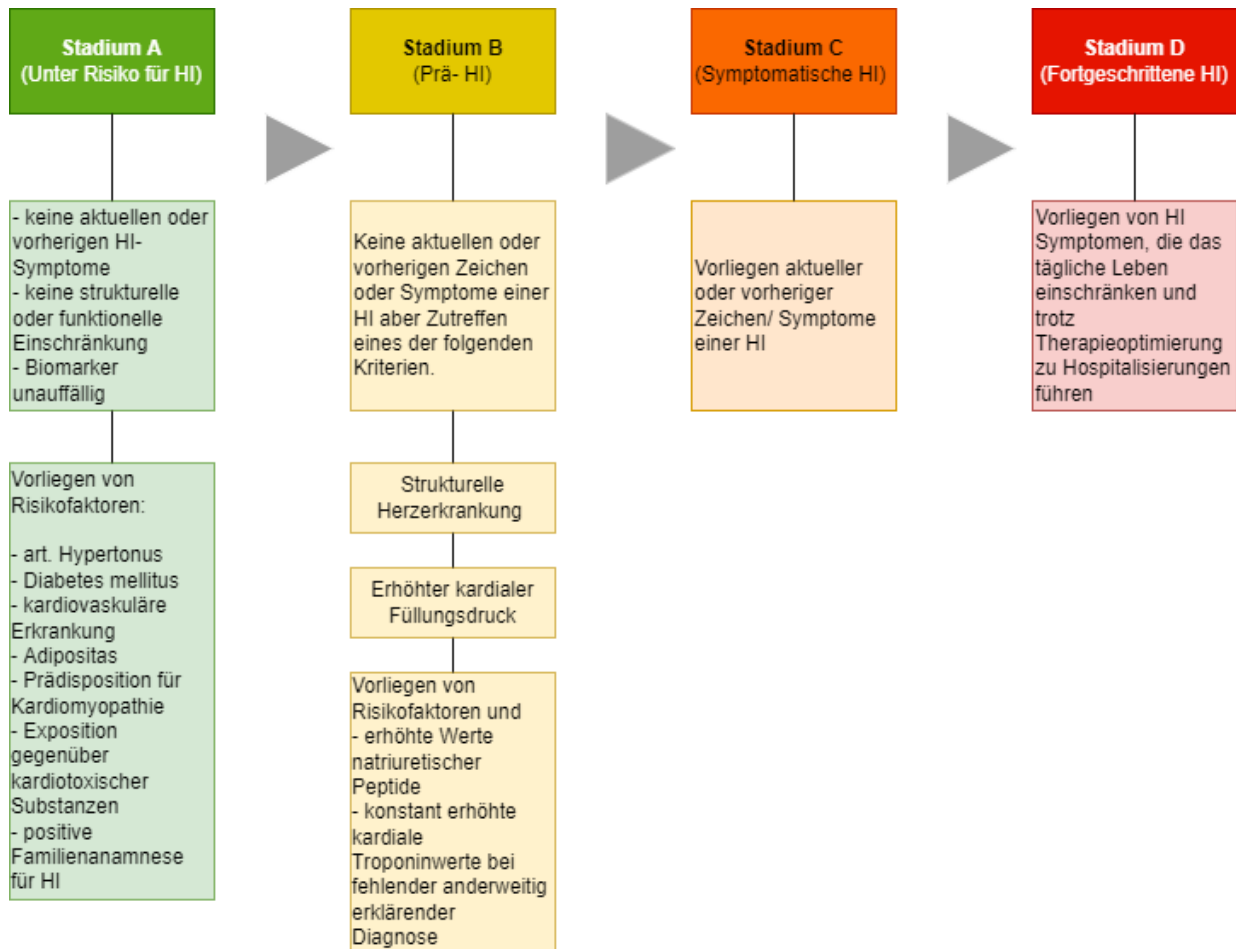 Stadium A
(Unter Risiko für HI)
- keine aktuellen oder
vorherigen HI-
Symptome
- keine strukturelle
oder funktionelle
Einschränkung
- Biomarker
unauffällig
Vorliegen von
Risikofaktoren:
- art. Hypertonus
- Diabetes mellitus
- kardiovaskuläre
Erkrankung
- Adipositas
- Prädisposition für
Kardiomyopathie
- Exposition
gegenüber
kardiotoxischer
Substanzen
- positive
Familienanamnese
für HI
Stadium B
(Prä- HI)
Keine aktuellen oder
vorherigen Zeichen
oder Symptome einer
HI aber Zutreffen
eines der folgenden
Kriterien.
Strukturelle
Herzerkrankung
Erhöhter kardialer
Füllungsdruck
Vorliegen von
Risikofaktoren und
- erhöhte Werte
natriuretischer
Peptide
- konstant erhöhte
kardiale
Troponinwerte bei
fehlender anderweitig
erklärender
Diagnose
Stadium C
(Symptomatische HI)
Vorliegen aktueller
oder vorheriger
Zeichen/ Symptome
einer HI
Stadium D
(Fortgeschrittene HI)
Vorliegen von HI
Symptomen, die das
tägliche Leben
einschränken und
trotz
Therapieoptimierung
zu Hospitalisierungen
führen